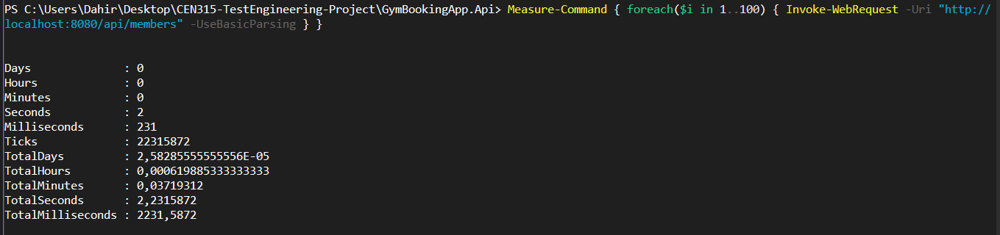 PS C:\Users\Dahir\Desktop\CEN315-TestEngineering-Project\GymBookingApp.Api> Measure-Command { foreach($i in 1..100) { Invoke-WebRequest -Uri "http://
localhost:8080/api/members" -UseBasicParsing } }
Days : 0
Hours : 0
Minutes : 0
Seconds : 2
Milliseconds : 231
Ticks : 22315872
TotalDays : 2,58285555555556E-05
TotalHours : 0,000619885333333333
TotalMinutes : 0,03719312
TotalSeconds : 2,2315872
TotalMilliseconds : 2231,5872